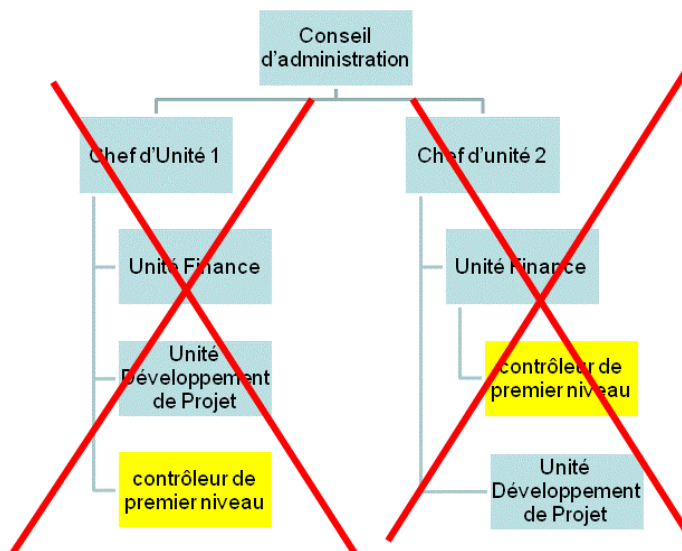 Conseil
d'administration
Chef d'Unité 1
Chef d'unité 2
Unité Finance
Unité Finance
Unité
Développement
de Projet
contrôleur de
premier niveau
contrôleur de
premier niveau
Unité
Développement
de Projet